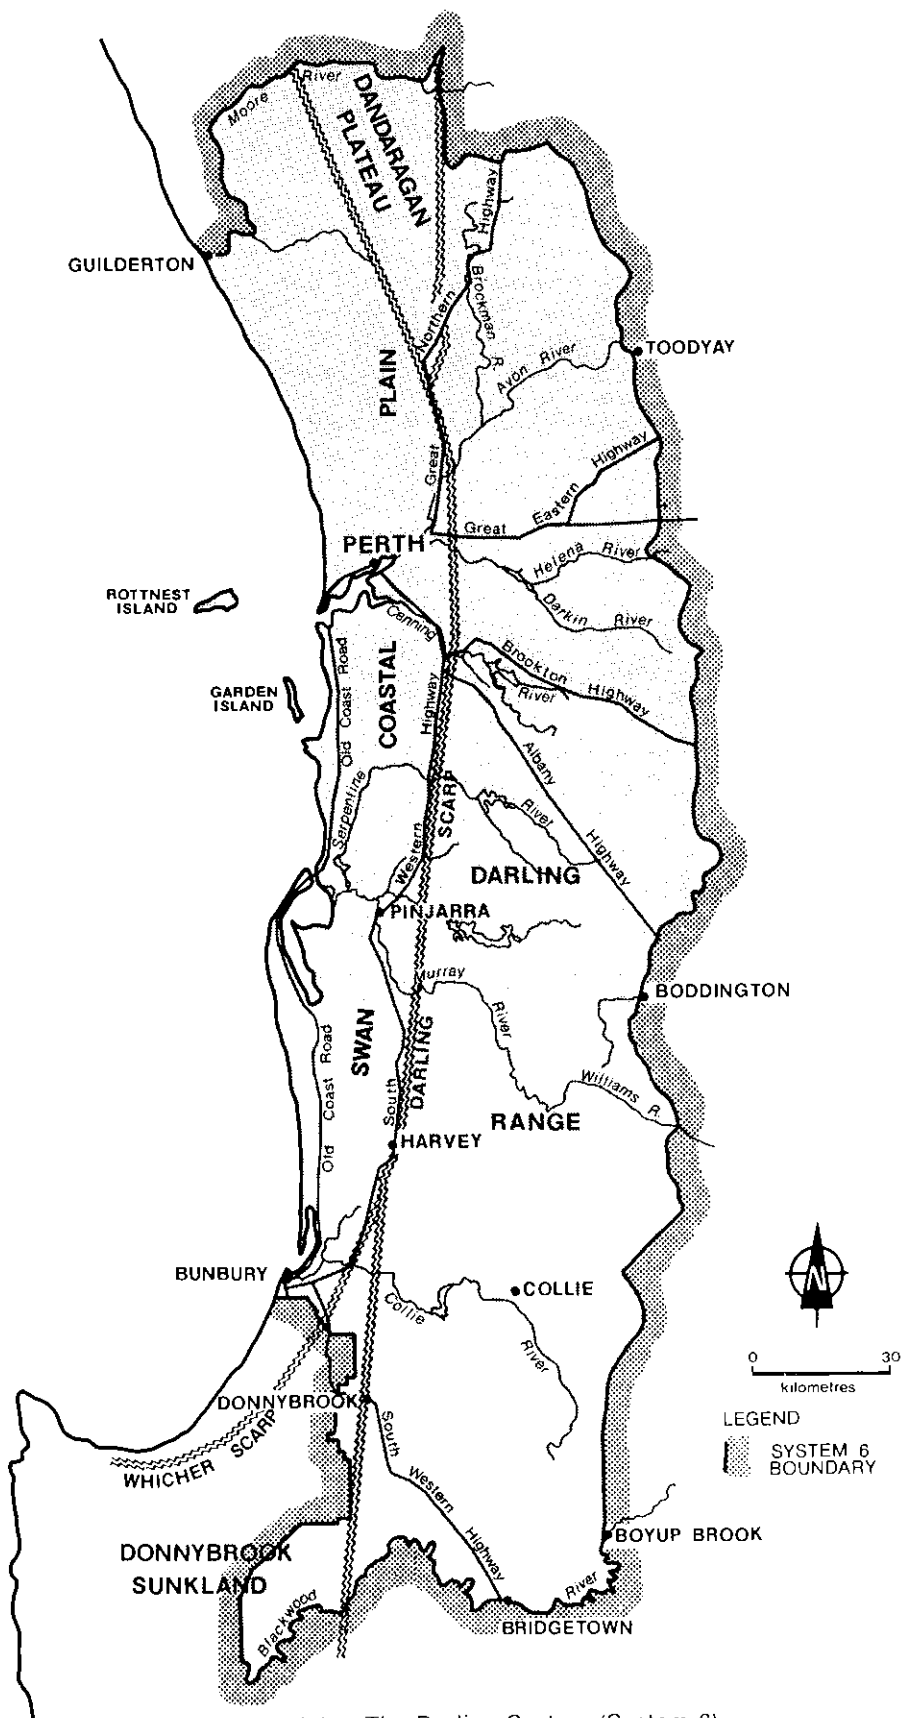 Moore River
DANDARAGAN
PLATEAU
GUILDERTON
Northern
Highway
Brockman R.
Avon River
TOODYAY
PLAIN
Great
Great Eastern Highway
PERTH
Helena River
Darkin River
ROTTNEST
ISLAND
Canning
Brookton Highway
River
GARDEN
ISLAND
Old Coast Road
COASTAL
Highway
Albany
Highway
Serpentine
SCARP
River
Western
DARLING
PINJARRA
Murray
River
BODDINGTON
SWAN
DARLING
Williams R.
Old Coast Road
South
RANGE
HARVEY
BUNBURY
COLLIE
Collie
River
N
0 30
kilometres
DONNYBROOK
South
Western
Highway
LEGEND
SYSTEM 6
BOUNDARY
WHICHER SCARP
BOYUP BROOK
DONNYBROOK
SUNKLAND
Blackwood
River
BRIDGETOWN